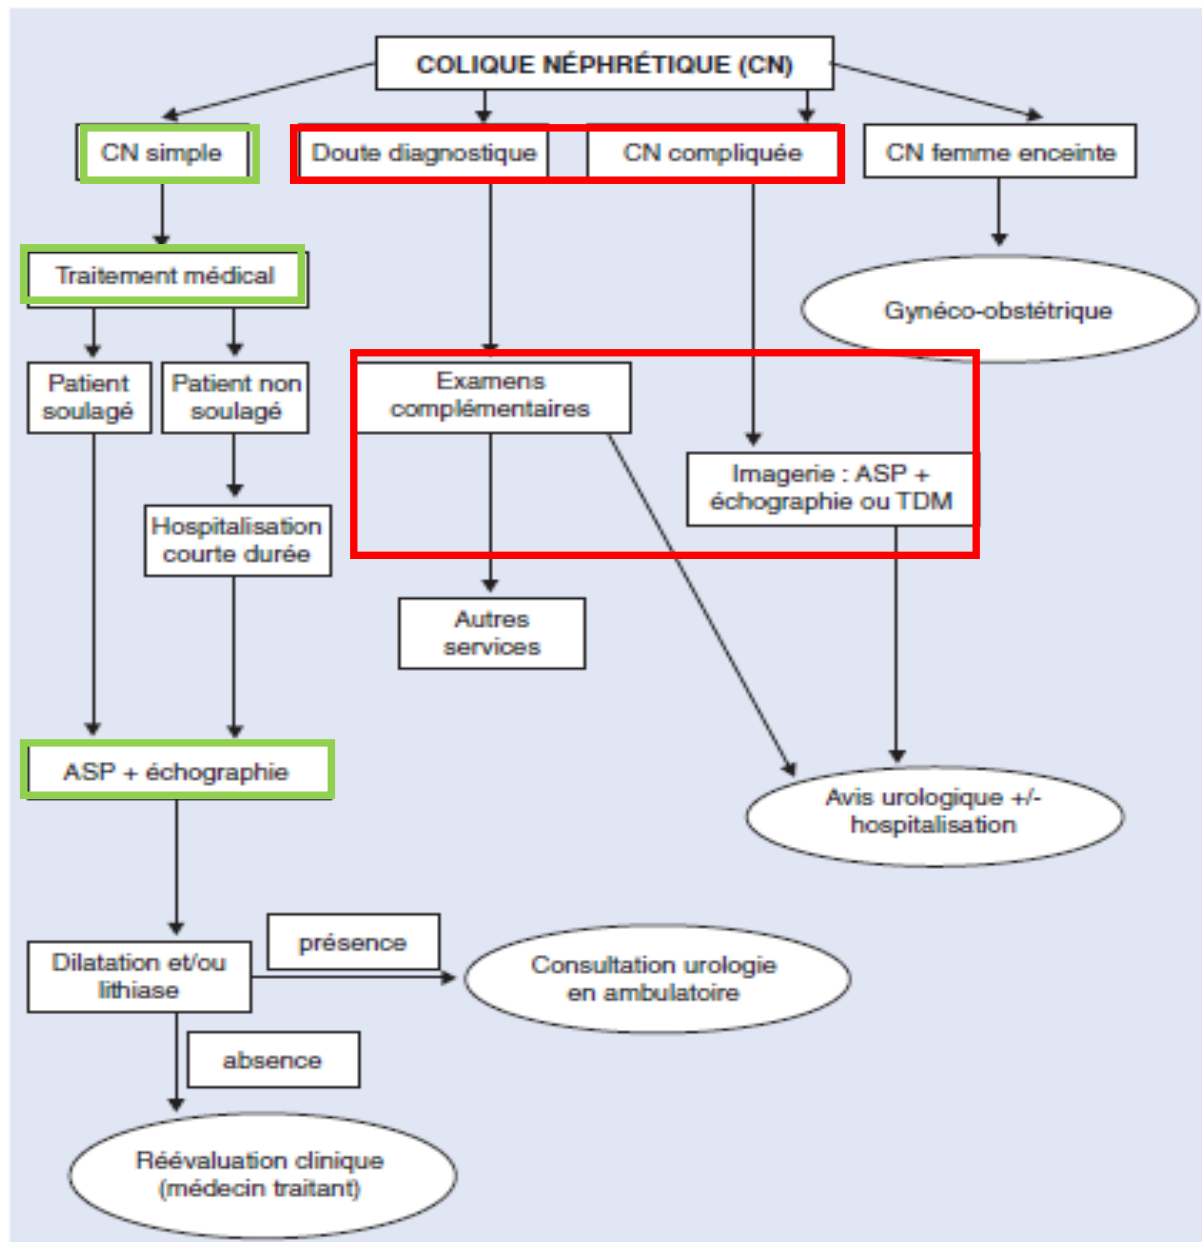 COLIQUE NÉPHRÉTIQUE (CN)
CN simple
Doute diagnostique
CN compliquée
CN femme enceinte
Traitement médical
Gynéco-obstétrique
Patient
soulagé
Patient non
soulagé
Examens
complémentaires
Imagerie : ASP +
échographie ou TDM
Hospitalisation
courte durée
Autres
services
ASP + échographie
Avis urologique +/-
hospitalisation
Dilatation et/ou
lithiase
présence
Consultation urologie
en ambulatoire
absence
Réévaluation clinique
(médecin traitant)